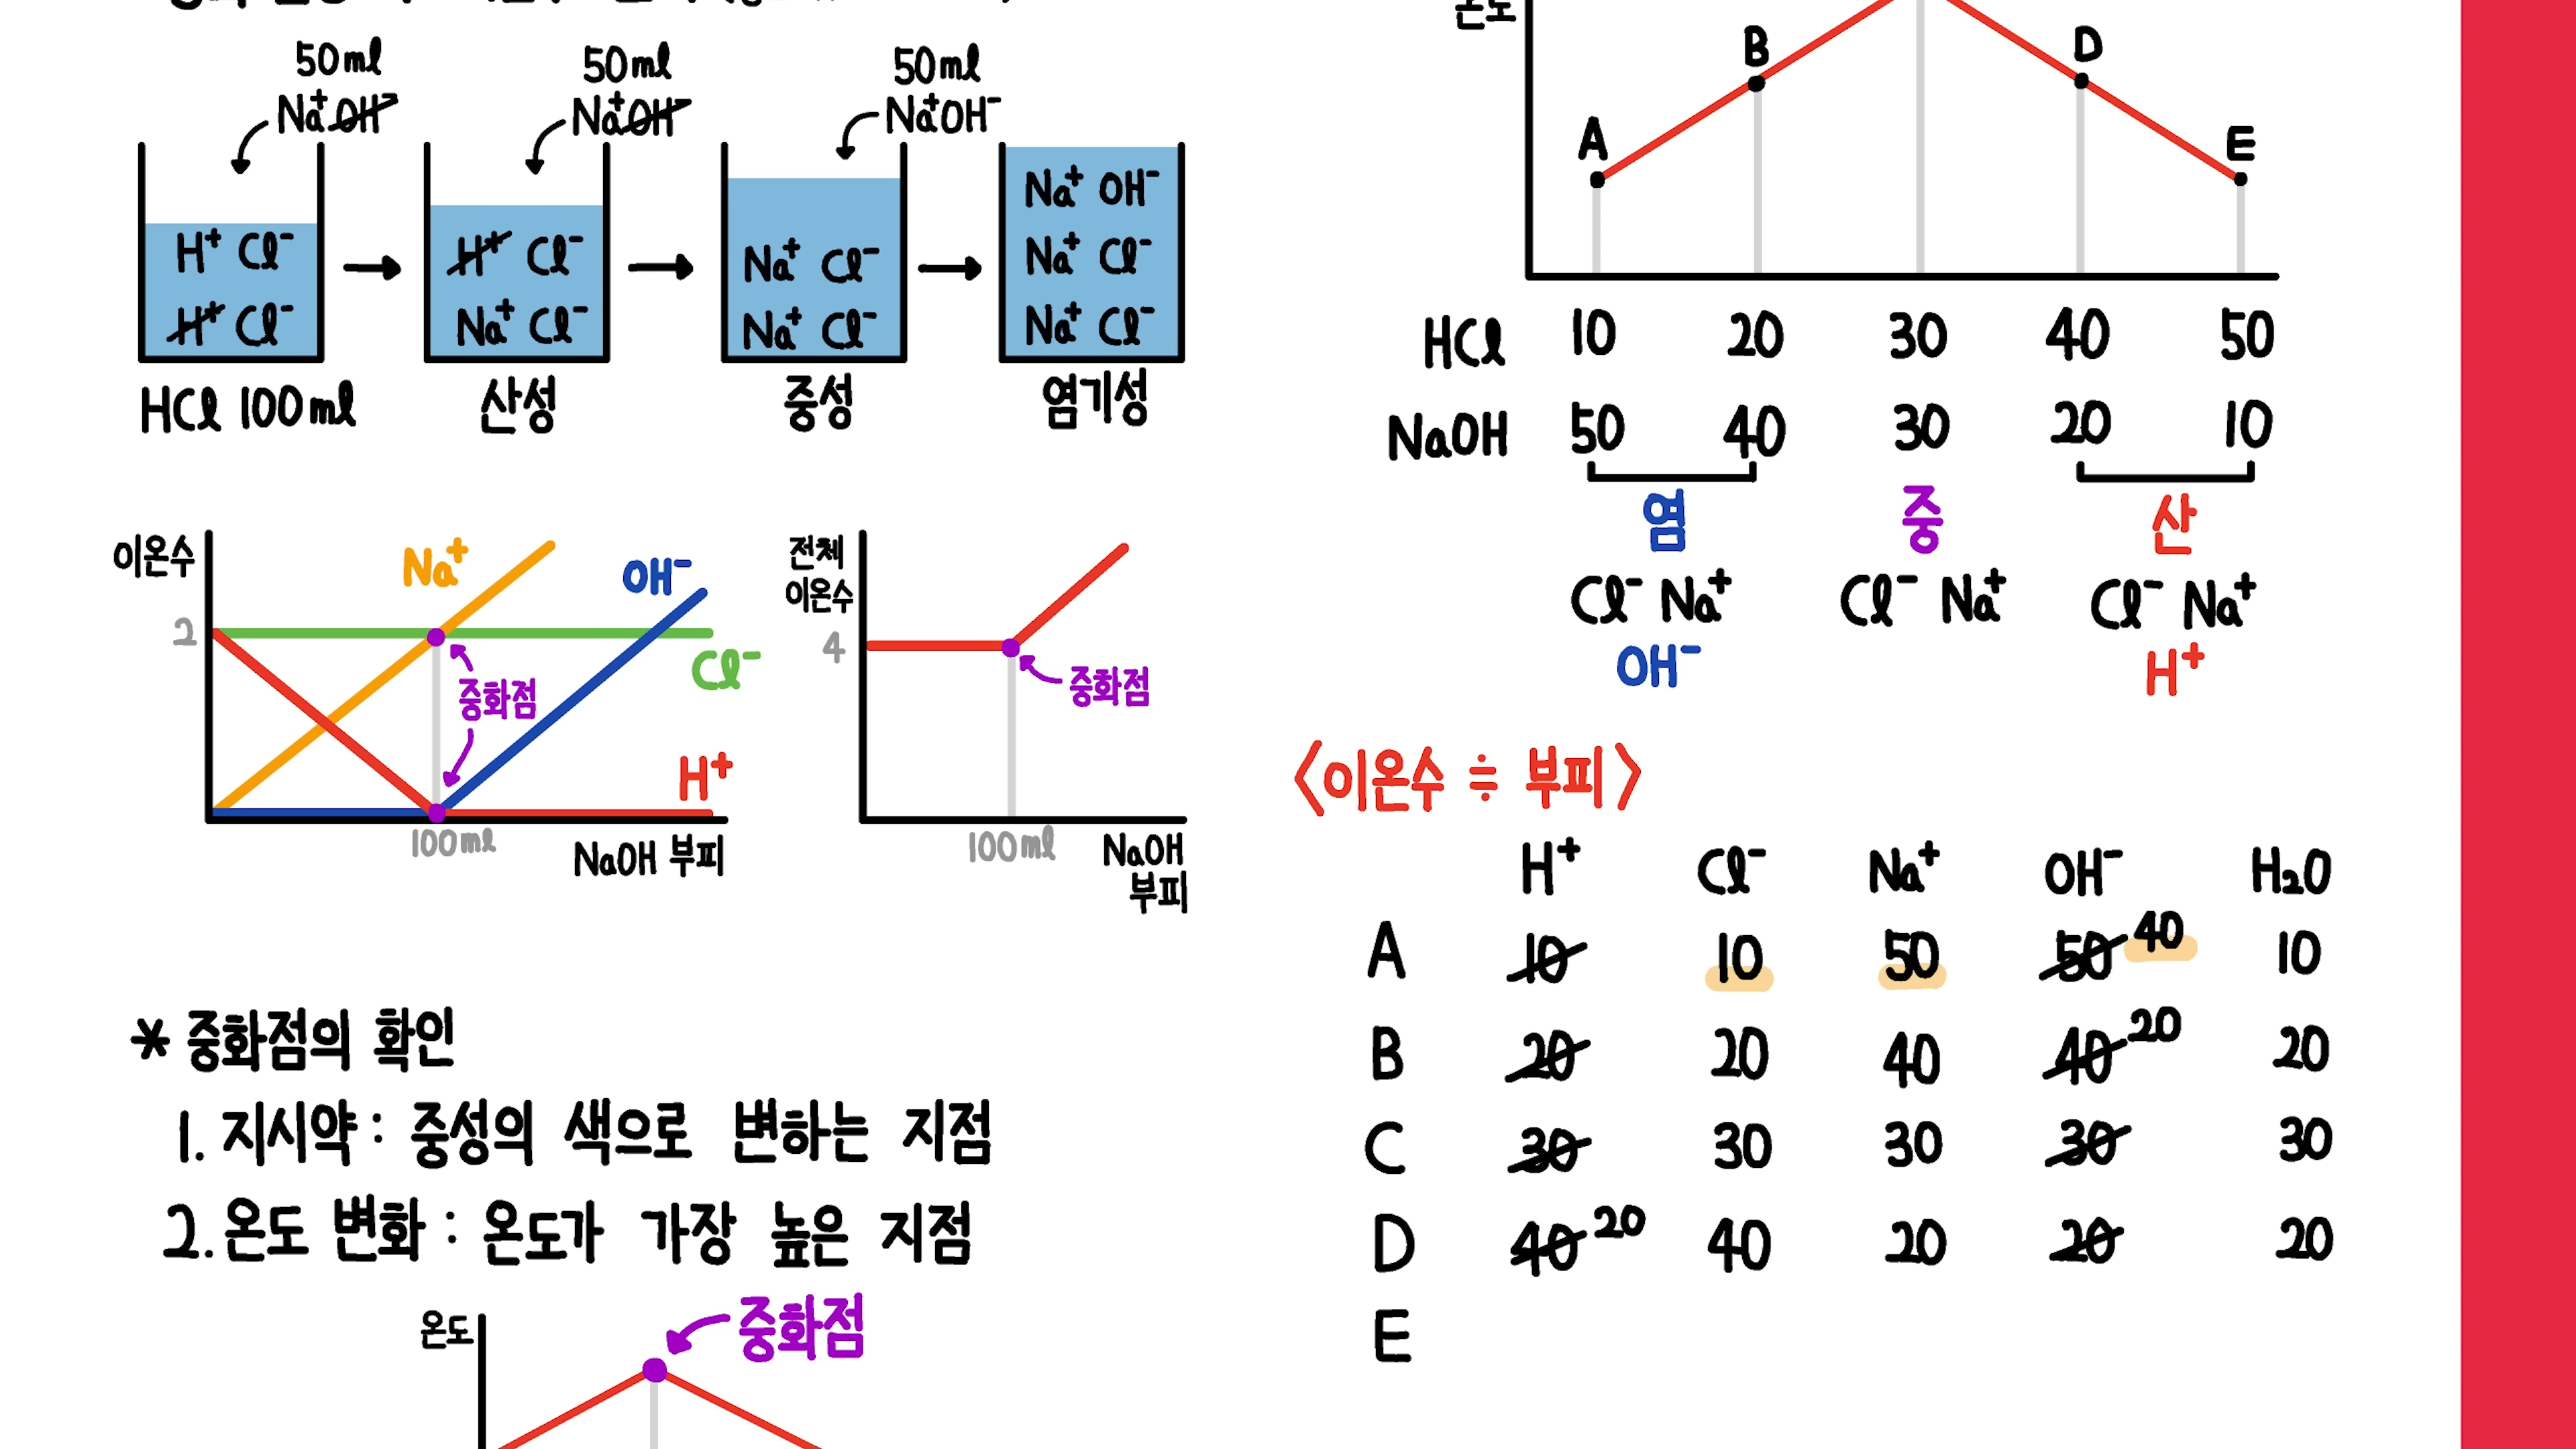 50ml 50ml 50ml
Na⁺OH⁻ Na⁺OH⁻ Na⁺OH⁻
H⁺ Cl⁻
H⁺ Cl⁻
HCl 100ml
H⁺ Cl⁻
Na⁺ Cl⁻
산성
Na⁺ Cl⁻
Na⁺ Cl⁻
중성
Na⁺ OH⁻
Na⁺ Cl⁻
Na⁺ Cl⁻
염기성
이온수
2
Na⁺
OH⁻
Cl⁻
중화점
H⁺
100ml
NaOH 부피
전체
이온수
4
중화점
100ml
NaOH
부피
* 중화점의 확인
1. 지시약 : 중성의 색으로 변하는 지점
2. 온도 변화 : 온도가 가장 높은 지점
온도
중화점
온도
A B D E
HCl 10 20 30 40 50
NaOH 50 40 30 20 10
염 중 산
Cl⁻ Na⁺ Cl⁻ Na⁺ Cl⁻ Na⁺
OH⁻ H⁺
<이온수 ÷ 부피>
H⁺ Cl⁻ Na⁺ OH⁻ H₂O
A 10 10 50 50 40 10
B 20 20 40 40 20 20
C 30 30 30 30 30
D 40 20 40 20 20 20
E